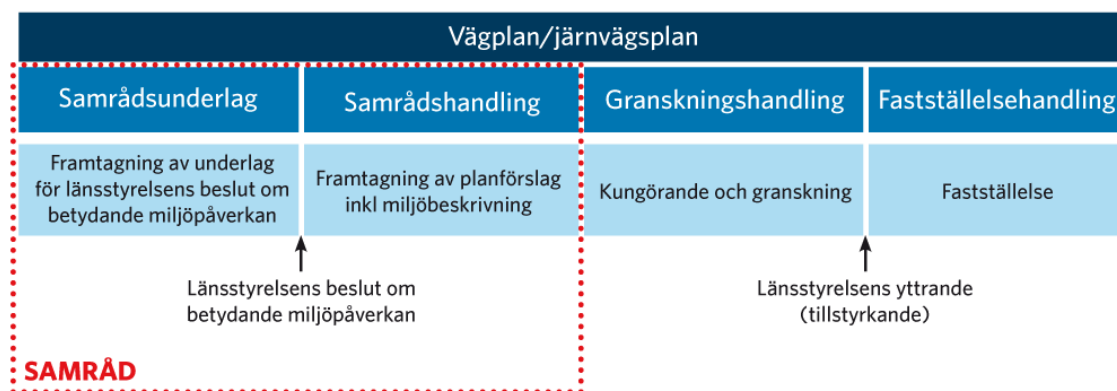 Vägplan/järnvägsplan
Samrådsunderlag
Samrådshandling
Granskningshandling
Fastställelsehandling
Framtagning av underlag
för länsstyrelsens beslut om
betydande miljöpåverkan
Framtagning av planförslag
inkl miljöbeskrivning
Kungörande och granskning
Fastställelse
Länsstyrelsens beslut om
betydande miljöpåverkan
Länsstyrelsens yttrande
(tillstyrkande)
SAMRÅD